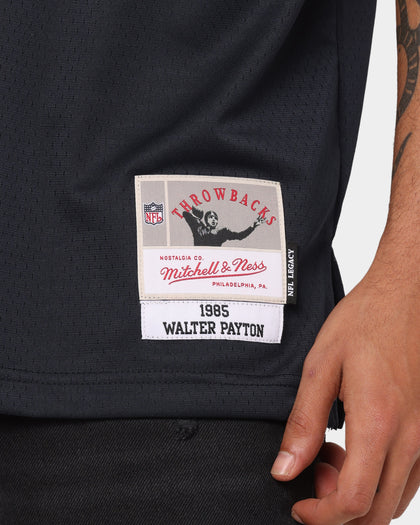 THROWBACKS
NFL
NOSTALGIA CO.
Mitchell & Ness
PHILADELPHIA, PA.
NFL LEGACY
1985
WALTER PAYTON